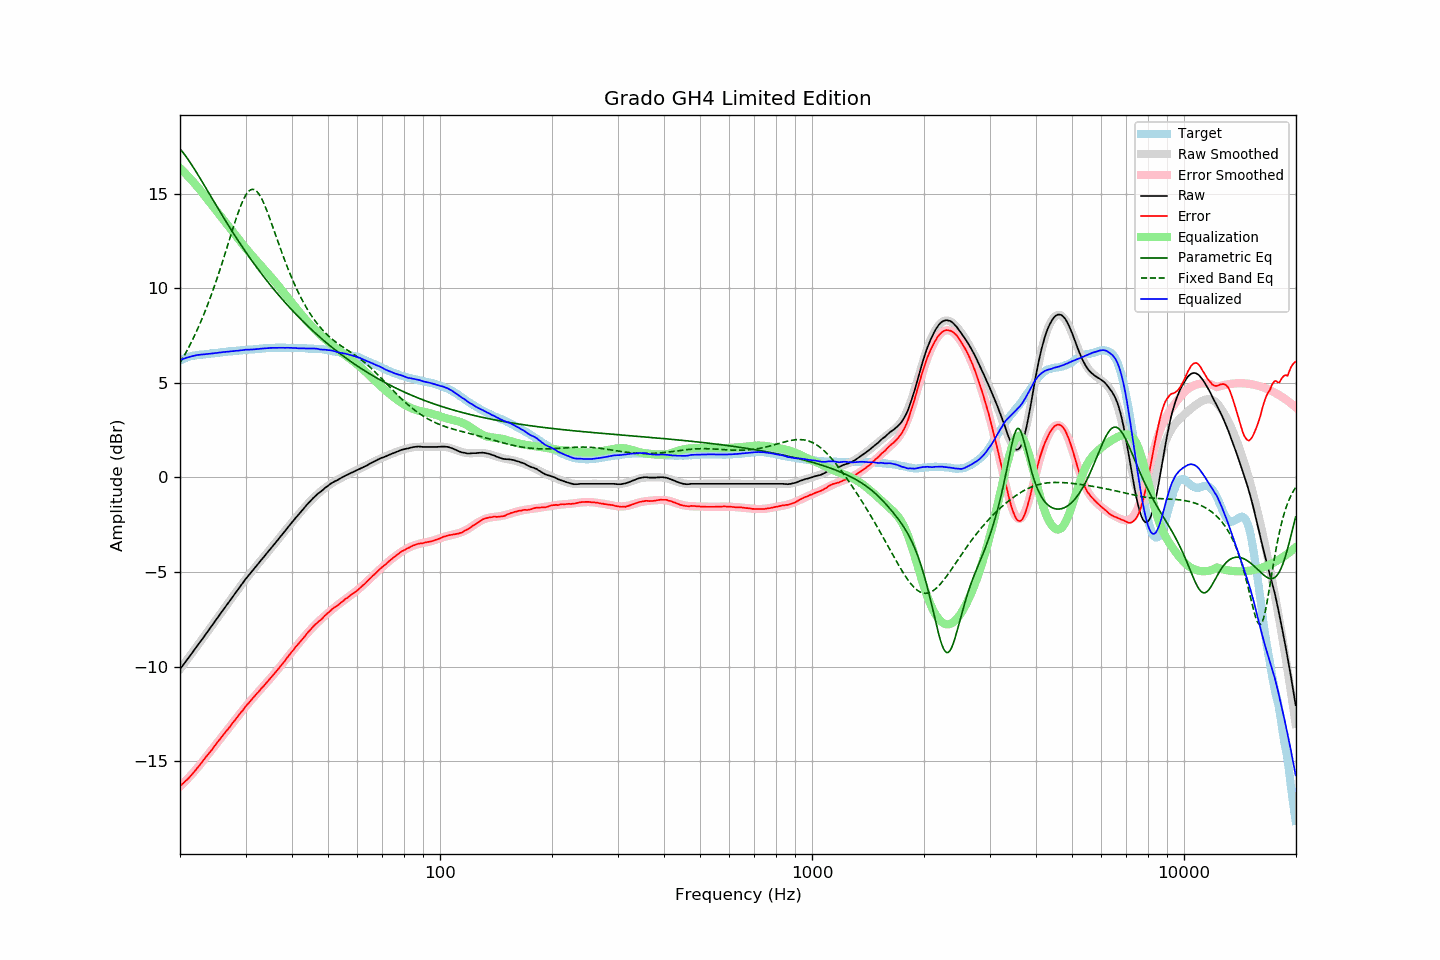 Grado GH4 Limited Edition
Target
Raw Smoothed
Error Smoothed
Raw
Error
Equalization
Parametric Eq
Fixed Band Eq
Equalized
15
10
5
0
−5
−10
−15
Amplitude (dBr)
100 1000 10000
Frequency (Hz)